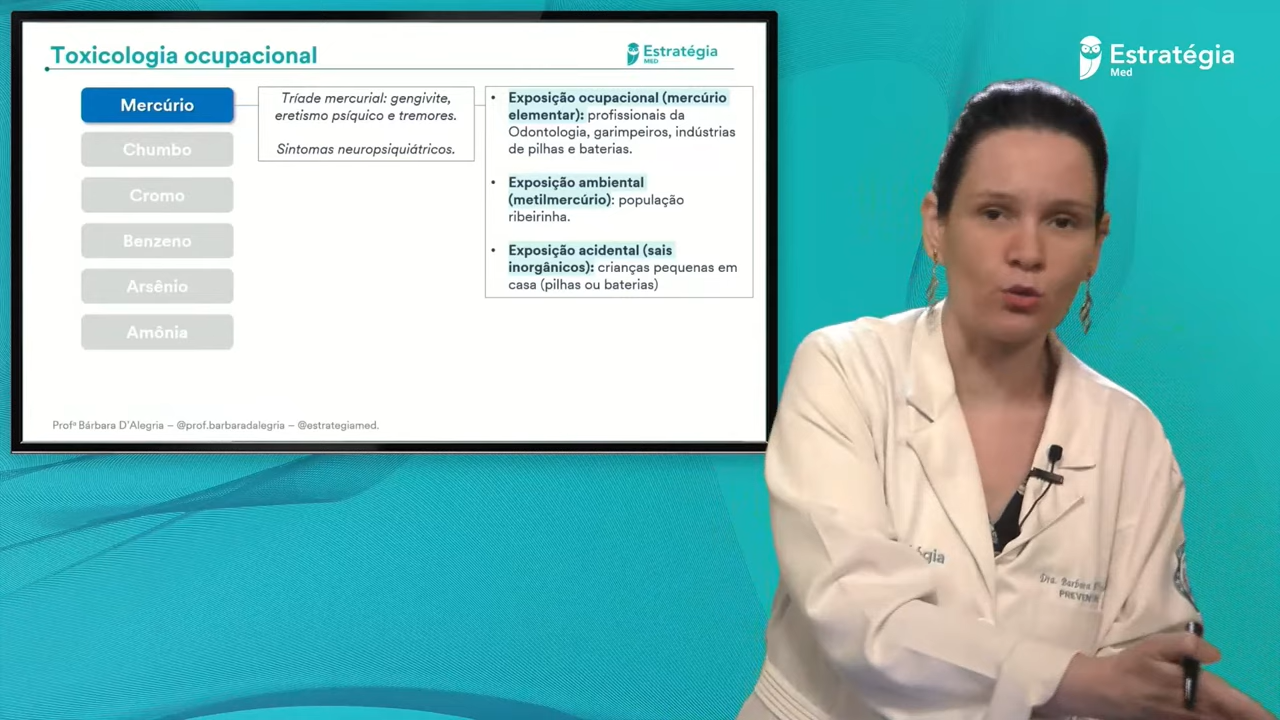 Toxicologia ocupacional
Estratégia
MED
Estratégia
Med
Mercúrio
Chumbo
Cromo
Benzeno
Arsênio
Amônia
Tríade mercurial: gengivite,
eretismo psíquico e tremores.
Sintomas neuropsiquiátricos.
• Exposição ocupacional (mercúrio
elementar): profissionais da
Odontologia, garimpeiros, indústrias
de pilhas e baterias.
• Exposição ambiental
(metilmercúrio): população
ribeirinha.
• Exposição acidental (sais
inorgânicos): crianças pequenas em
casa (pilhas ou baterias)
Profª Bárbara D'Alegria – @prof.barbaradalegria – @estrategiamed.
Dra. Barbara